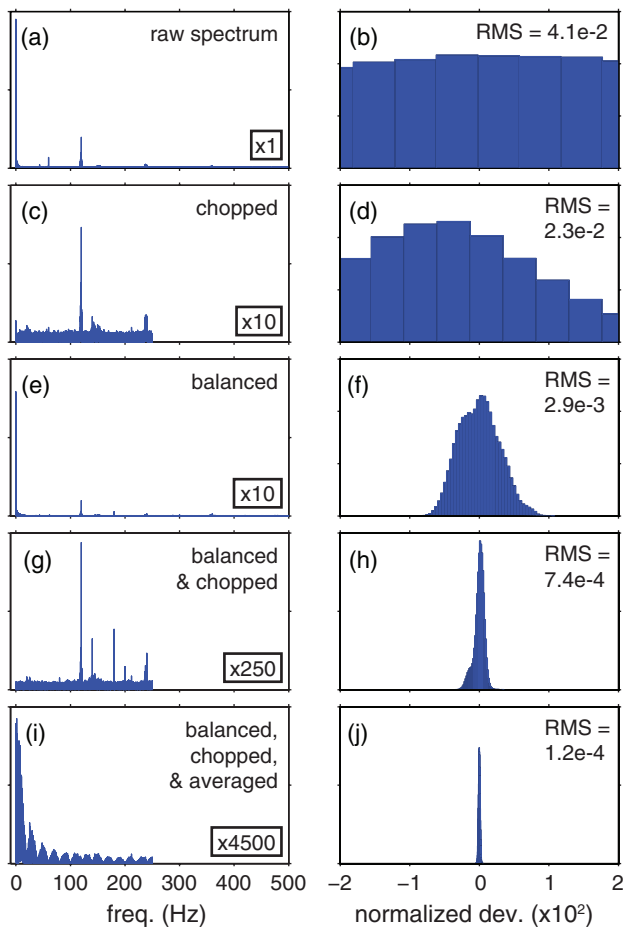 (a) raw spectrum
x1
(b) RMS = 4.1e-2
(c) chopped
x10
(d) RMS =
2.3e-2
(e) balanced
x10
(f) RMS =
2.9e-3
(g) balanced
& chopped
x250
(h) RMS =
7.4e-4
(i) balanced,
chopped,
& averaged
x4500
(j) RMS =
1.2e-4
0 100 200 300 400 500
freq. (Hz)
−2 −1 0 1 2
normalized dev. (x10²)